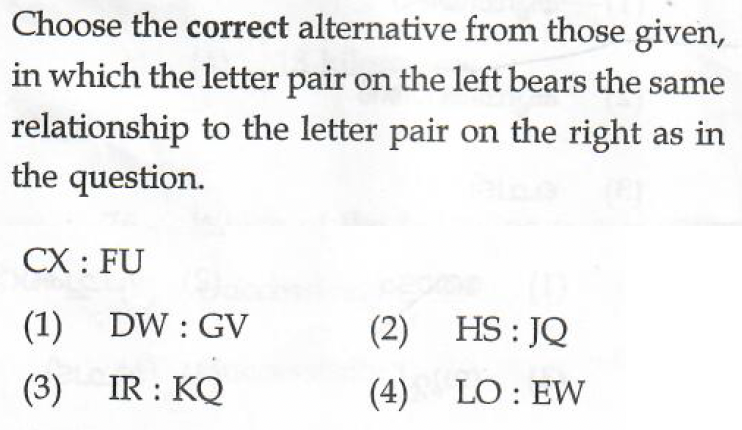 Choose the correct alternative from those given,
in which the letter pair on the left bears the same
relationship to the letter pair on the right as in
the question.
CX : FU
(1) DW : GV (2) HS : JQ
(3) IR : KQ (4) LO : EW